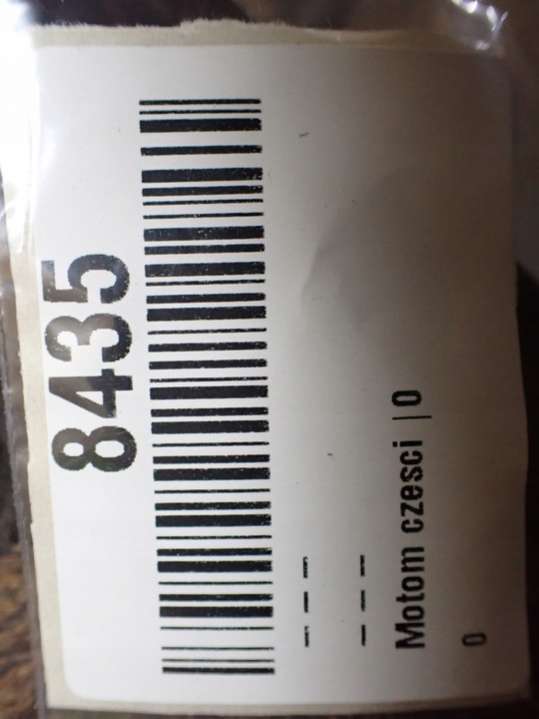 8435
— — —
— — —
Motom czesci | 0
0